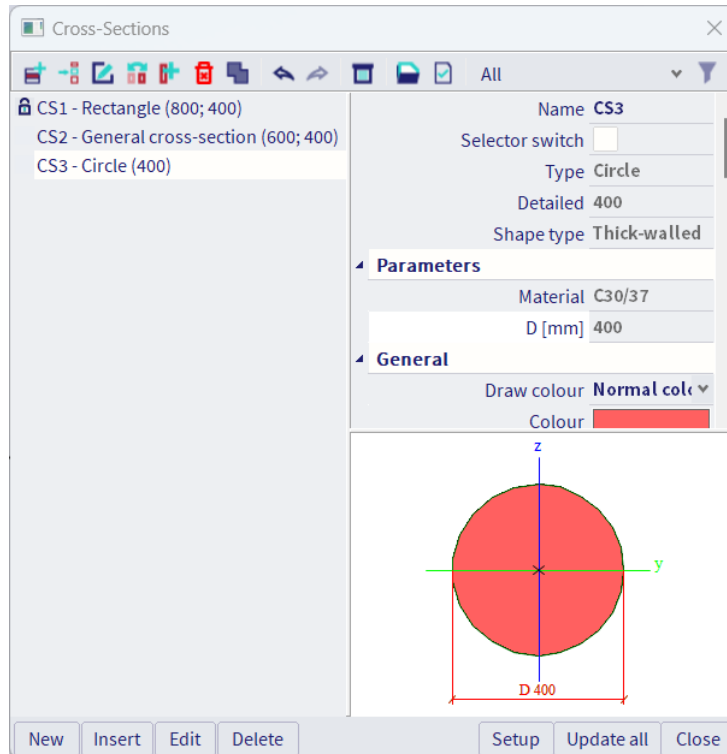 Cross-Sections
All
CS1 - Rectangle (800; 400)
CS2 - General cross-section (600; 400)
CS3 - Circle (400)
Name CS3
Selector switch
Type Circle
Detailed 400
Shape type Thick-walled
Parameters
Material C30/37
D [mm] 400
General
Draw colour Normal colo
Colour
z
y
D 400
New Insert Edit Delete Setup Update all Close